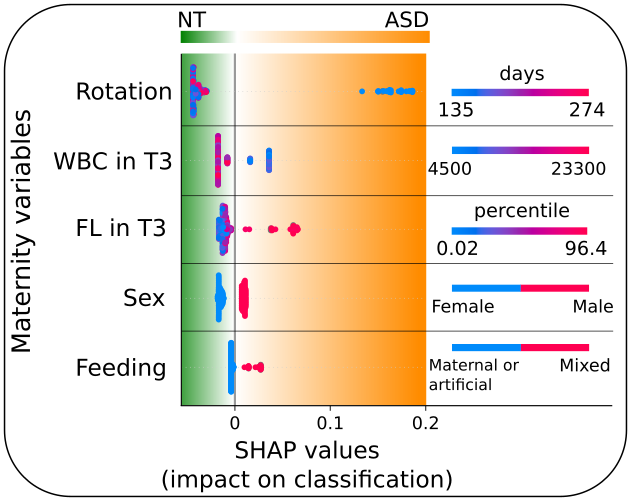 NT ASD
Maternity variables
Rotation
days
135 274
WBC in T3
4500 23300
FL in T3
percentile
0.02 96.4
Sex
Female Male
Feeding
Maternal or
artificial
Mixed
0 0.1 0.2
SHAP values
(impact on classification)